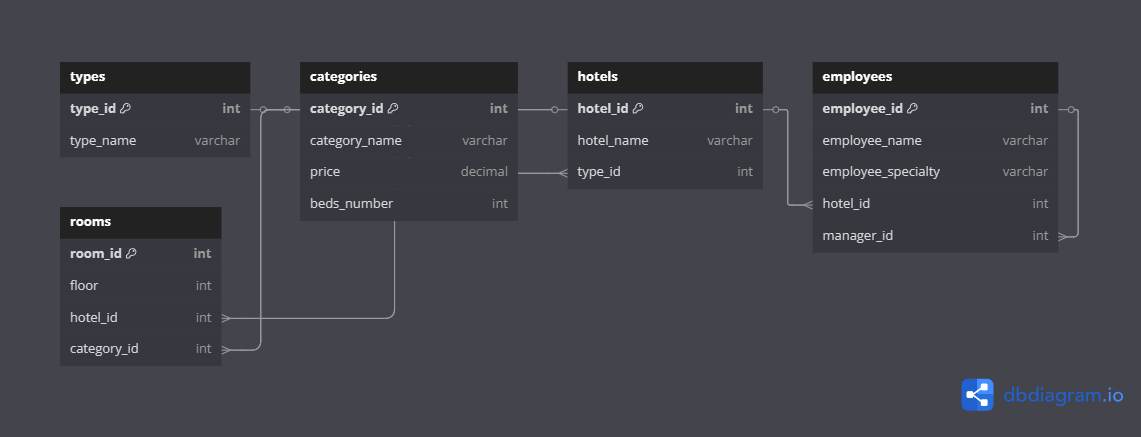 types
type_id int
type_name varchar
categories
category_id int
category_name varchar
price decimal
beds_number int
hotels
hotel_id int
hotel_name varchar
type_id int
employees
employee_id int
employee_name varchar
employee_specialty varchar
hotel_id int
manager_id int
rooms
room_id int
floor int
hotel_id int
category_id int
dbdiagram.io